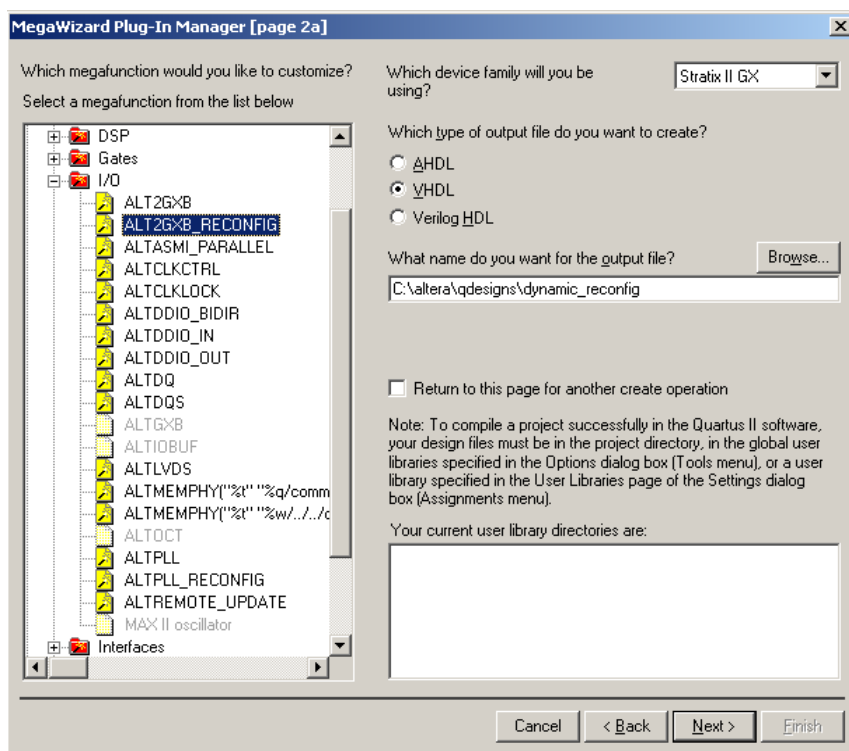 MegaWizard Plug-In Manager [page 2a]
Which megafunction would you like to customize?
Select a megafunction from the list below
DSP
Gates
I/O
ALT2GXB
ALT2GXB_RECONFIG
ALTASMI_PARALLEL
ALTCLKCTRL
ALTCLKLOCK
ALTDDIO_BIDIR
ALTDDIO_IN
ALTDDIO_OUT
ALTDQ
ALTDQS
ALTGXB
ALTIOBUF
ALTLVDS
ALTMEMPHY("%t" "%q/comm
ALTMEMPHY("%t" "%w/../../c
ALTOCT
ALTPLL
ALTPLL_RECONFIG
ALTREMOTE_UPDATE
MAX II oscillator
Interfaces
Which device family will you be
using?
Stratix II GX
Which type of output file do you want to create?
AHDL
VHDL
Verilog HDL
What name do you want for the output file?
Browse...
C:\altera\qdesigns\dynamic_reconfig
Return to this page for another create operation
Note: To compile a project successfully in the Quartus II software,
your design files must be in the project directory, in the global user
libraries specified in the Options dialog box (Tools menu), or a user
library specified in the User Libraries page of the Settings dialog
box (Assignments menu).
Your current user library directories are:
Cancel
< Back
Next >
Finish